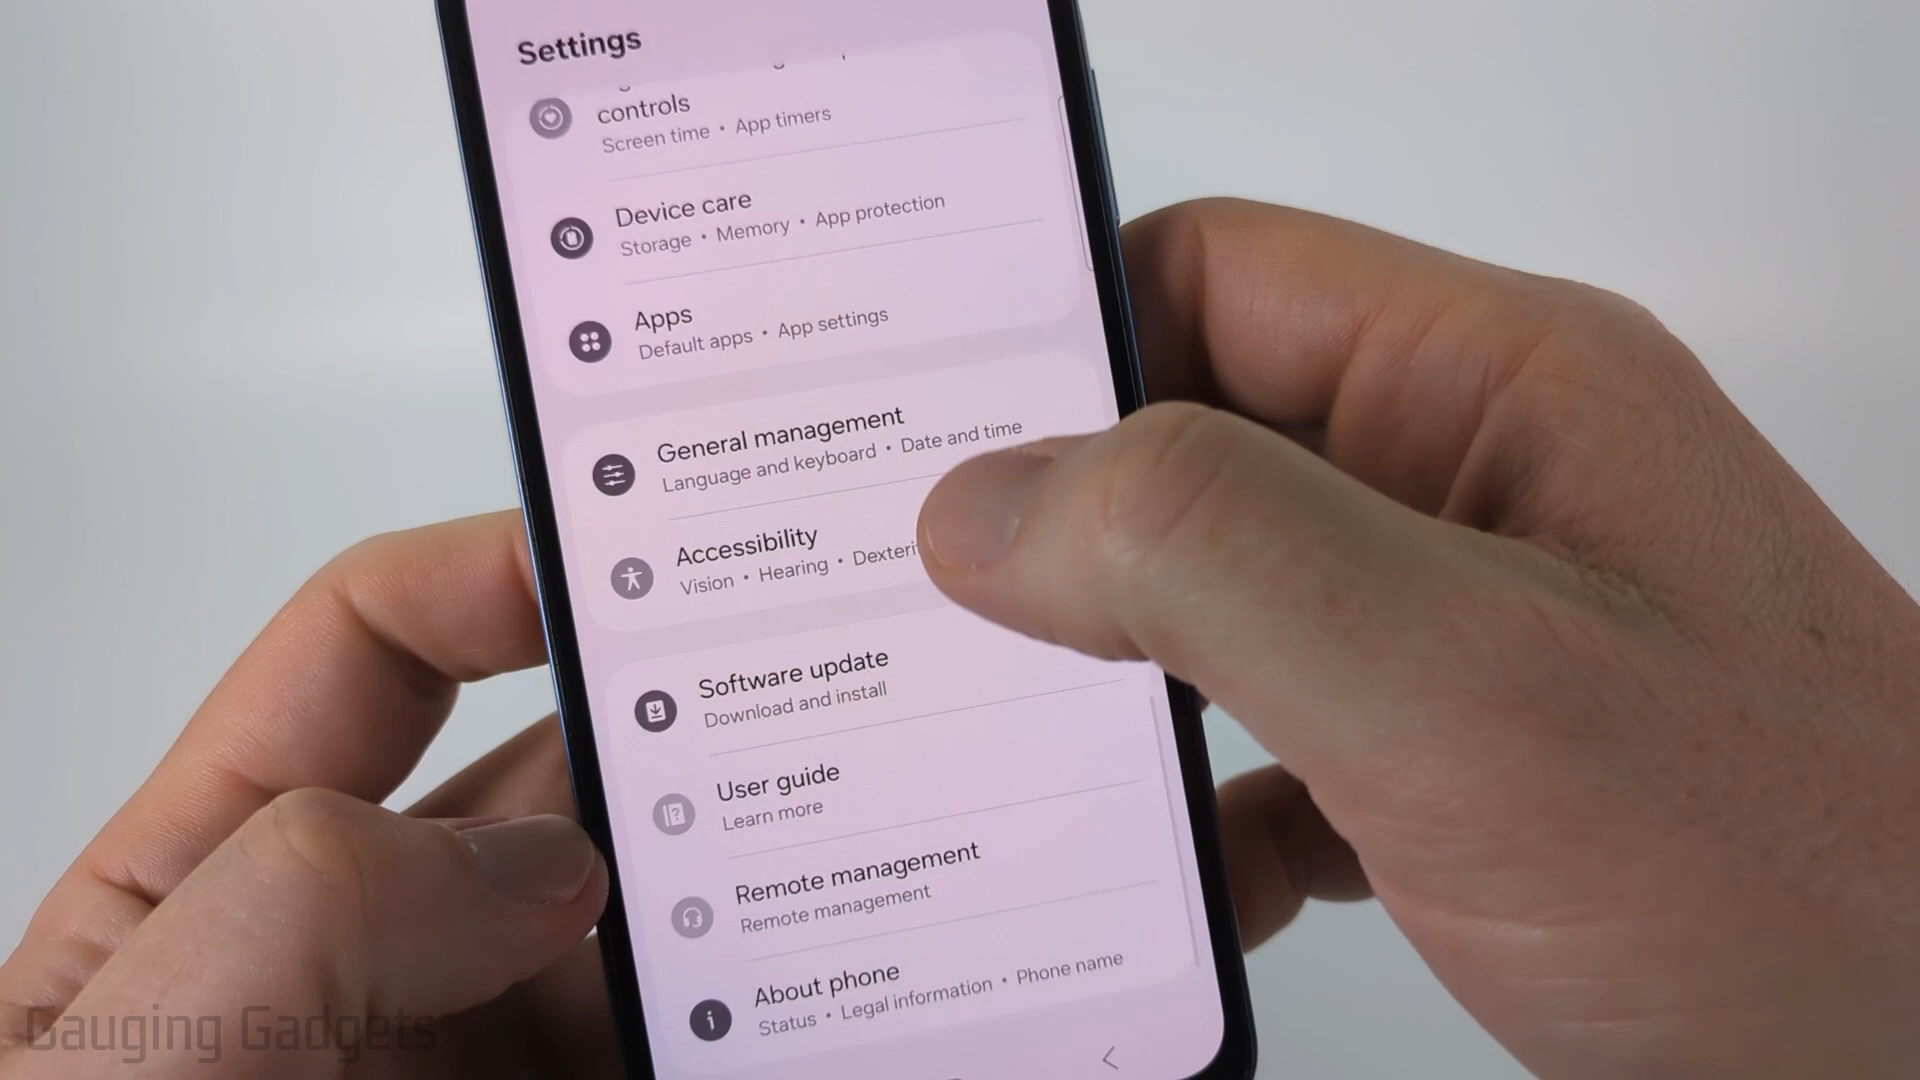 Settings
controls
Screen time • App timers
Device care
Storage • Memory • App protection
Apps
Default apps • App settings
General management
Language and keyboard • Date and time
Accessibility
Vision • Hearing • Dexteri
Software update
Download and install
User guide
Learn more
Remote management
Remote management
About phone
Status • Legal information • Phone name
Gauging Gadgets